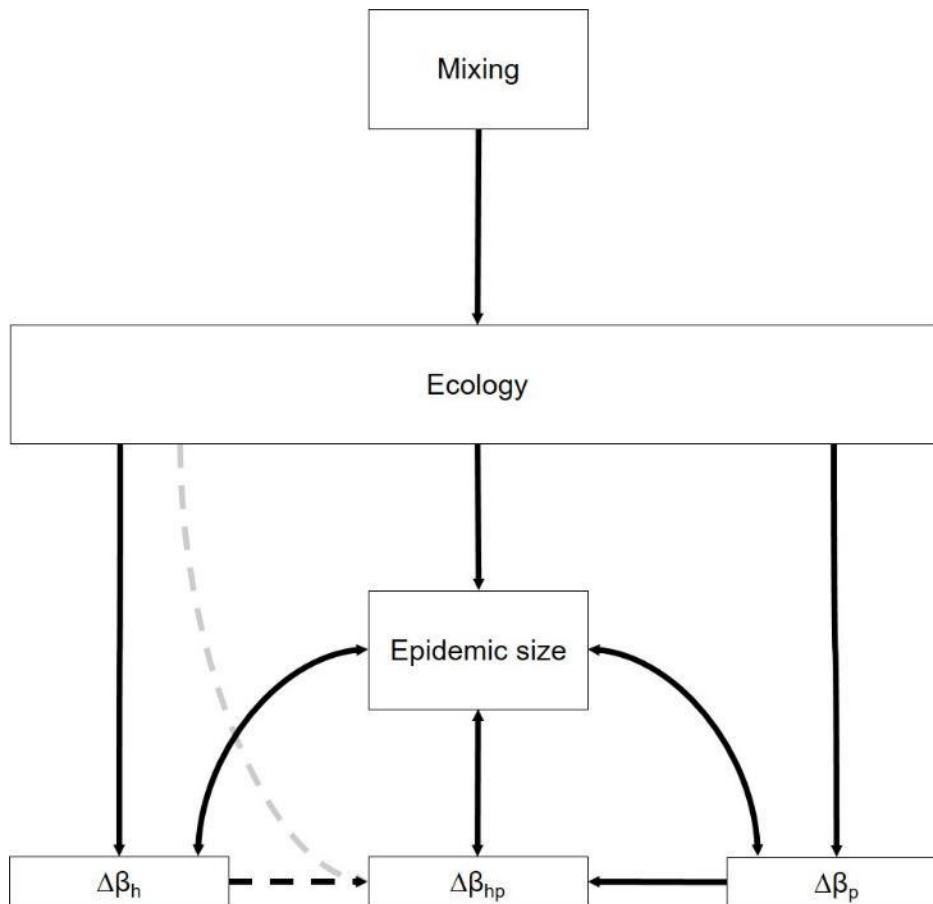 Mixing
Ecology
Epidemic size
Δβh
Δβhp
Δβp